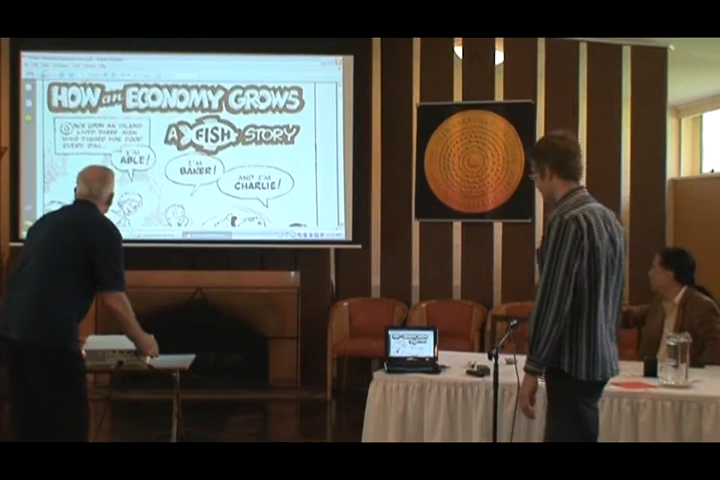 HOW an ECONOMY GROWS
A FISH STORY
ONCE UPON AN ISLAND
LIVED THREE MEN
WHO FISHED FOR FOOD
EVERY DAY...
I'M
ABLE!
I'M
BAKER!
AND I'M
CHARLIE!